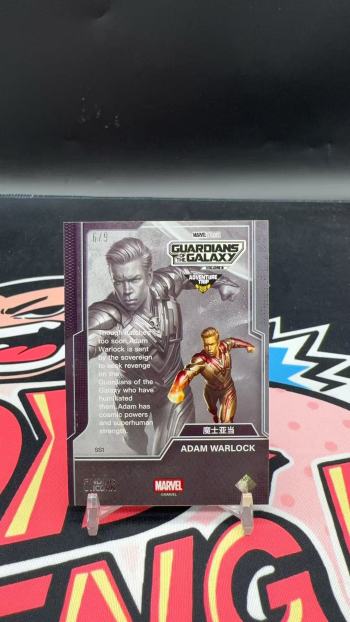 6/9
MARVEL STUDIOS
GUARDIANS
OF THE GALAXY
VOLUME 3
ADVENTURE
TRIP
Though hatched
too soon, Adam
Warlock is sent
by the sovereign
to seek revenge
on the
Guardians of the
Galaxy who have
humiliated
them. Adam has
cosmic powers
and superhuman
strength.
SS1
魔士亚当
ADAM WARLOCK
MARVEL
©MARVEL